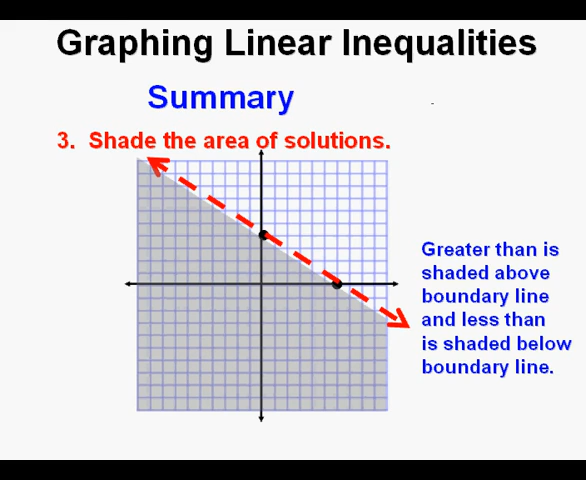 Graphing Linear Inequalities
Summary
3. Shade the area of solutions.
Greater than is
shaded above
boundary line
and less than
is shaded below
boundary line.